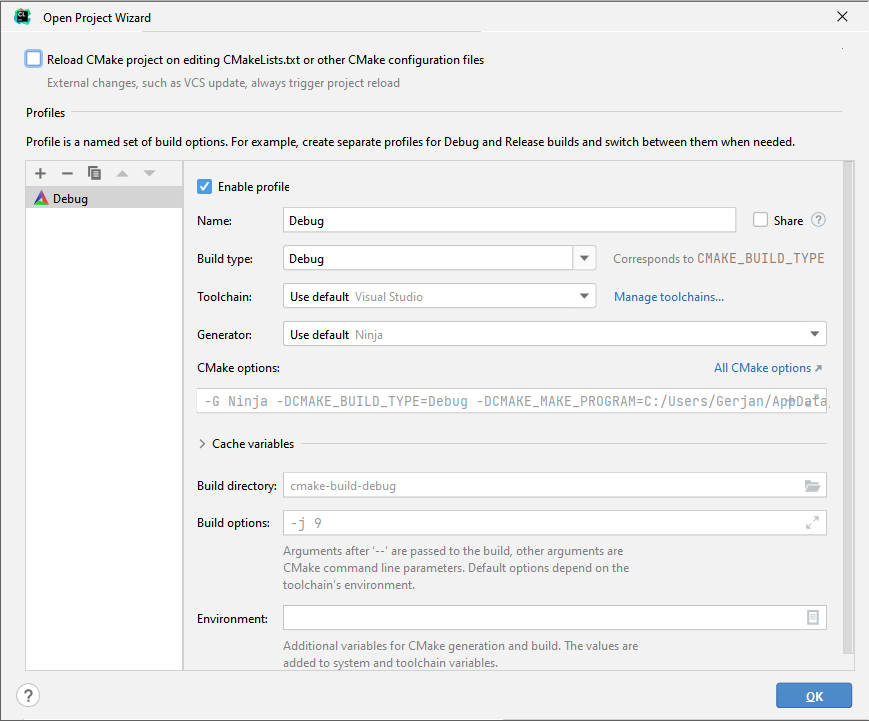 CL
Open Project Wizard
Reload CMake project on editing CMakeLists.txt or other CMake configuration files
External changes, such as VCS update, always trigger project reload
Profiles
Profile is a named set of build options. For example, create separate profiles for Debug and Release builds and switch between them when needed.
Debug
Enable profile
Name: Debug Share ?
Build type: Debug Corresponds to CMAKE_BUILD_TYPE
Toolchain: Use default Visual Studio Manage toolchains...
Generator: Use default Ninja
CMake options: All CMake options ↗
-G Ninja -DCMAKE_BUILD_TYPE=Debug -DCMAKE_MAKE_PROGRAM=C:/Users/Gerjan/AppData
Cache variables
Build directory: cmake-build-debug
Build options: -j 9
Arguments after ‘--’ are passed to the build, other arguments are
CMake command line parameters. Default options depend on the
toolchain’s environment.
Environment:
Additional variables for CMake generation and build. The values are
added to system and toolchain variables.
? OK